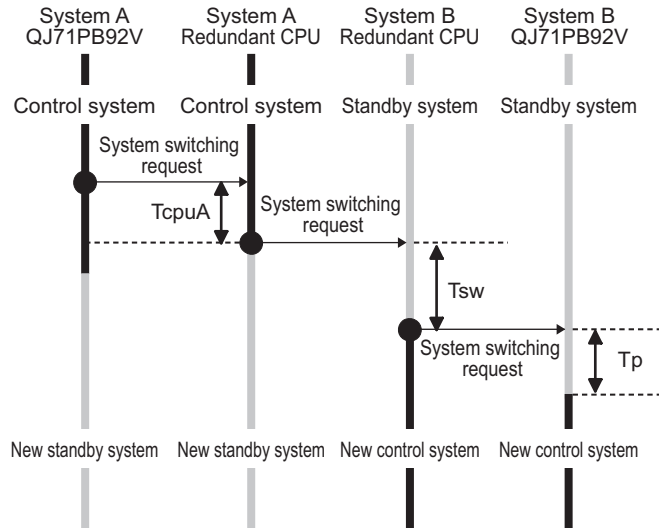 System A
QJ71PB92V
System A
Redundant CPU
System B
Redundant CPU
System B
QJ71PB92V
Control system
Control system
Standby system
Standby system
System switching
request
TcpuA
System switching
request
Tsw
System switching
request
Tp
New standby system
New standby system
New control system
New control system